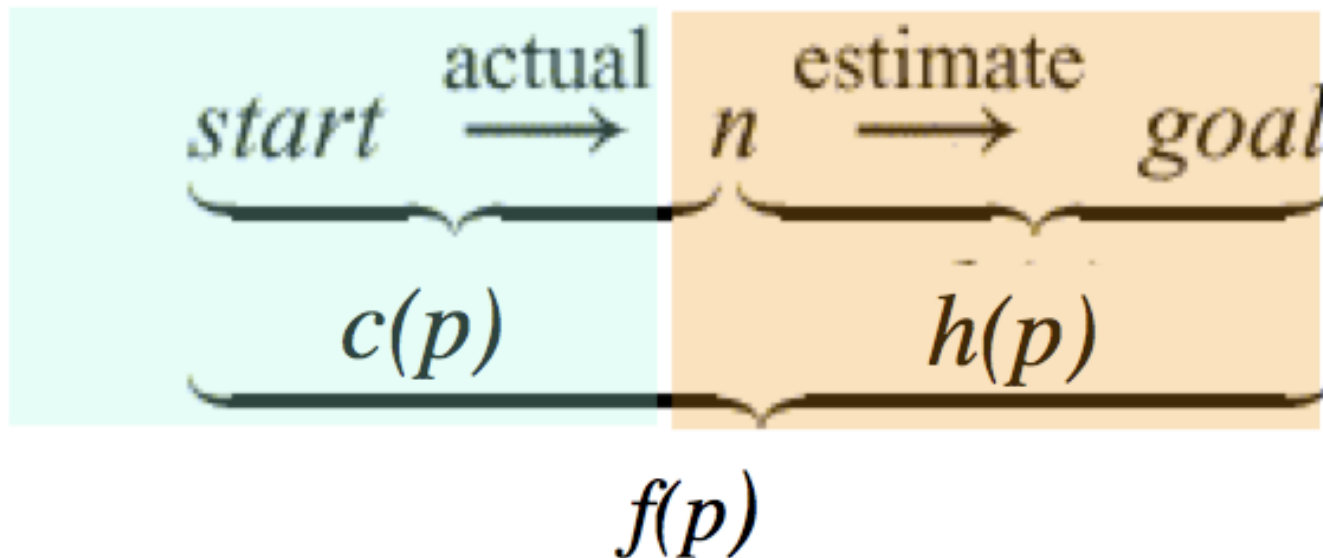 actual estimate
start → n → goal
c(p) h(p)
f(p)